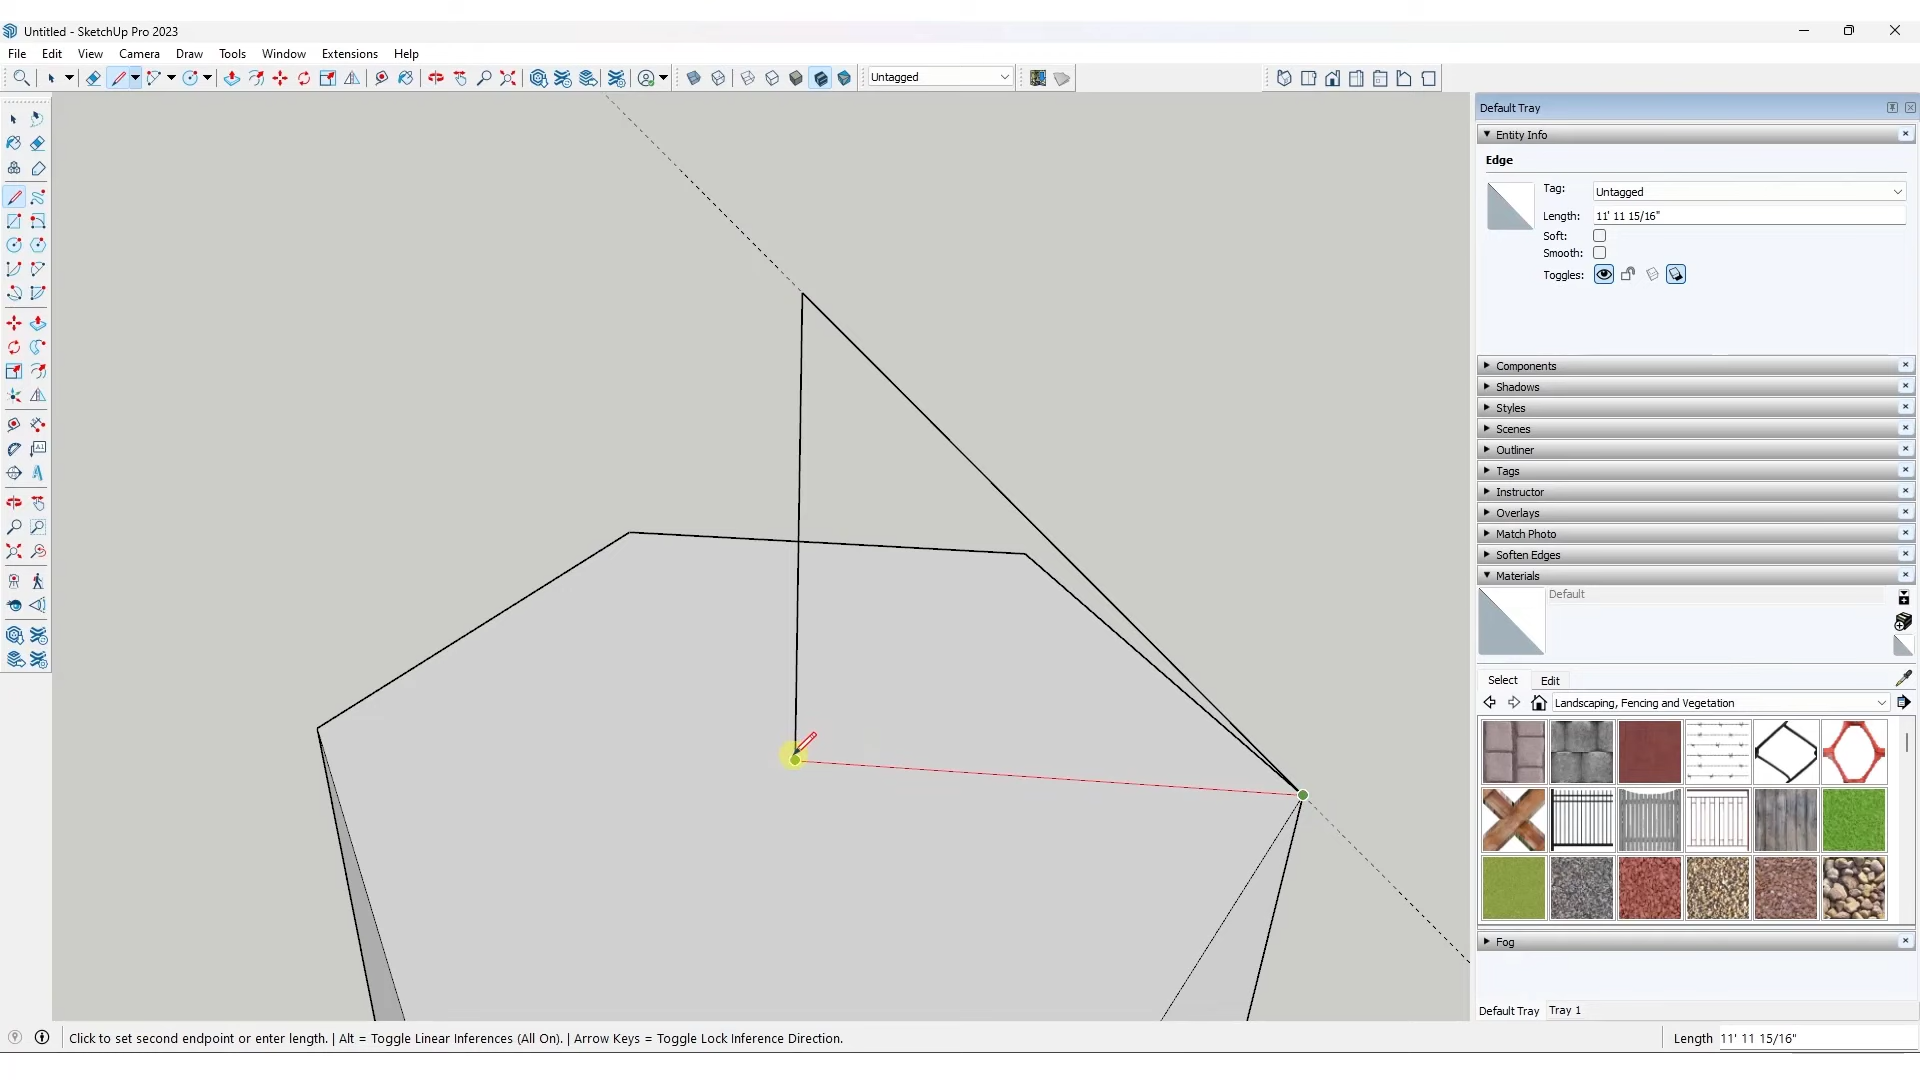 Untitled - SketchUp Pro 2023
File Edit View Camera Draw Tools Window Extensions Help
Untagged
Default Tray
Entity Info
Edge
Tag: Untagged
Length: 11' 11 15/16"
Soft:
Smooth:
Toggles:
Components
Shadows
Styles
Scenes
Outliner
Tags
Instructor
Overlays
Match Photo
Soften Edges
Materials
Default
Select Edit
Landscaping, Fencing and Vegetation
Fog
Default Tray Tray 1
Click to set second endpoint or enter length. | Alt = Toggle Linear Inferences (All On). | Arrow Keys = Toggle Lock Inference Direction.
Length 11' 11 15/16"